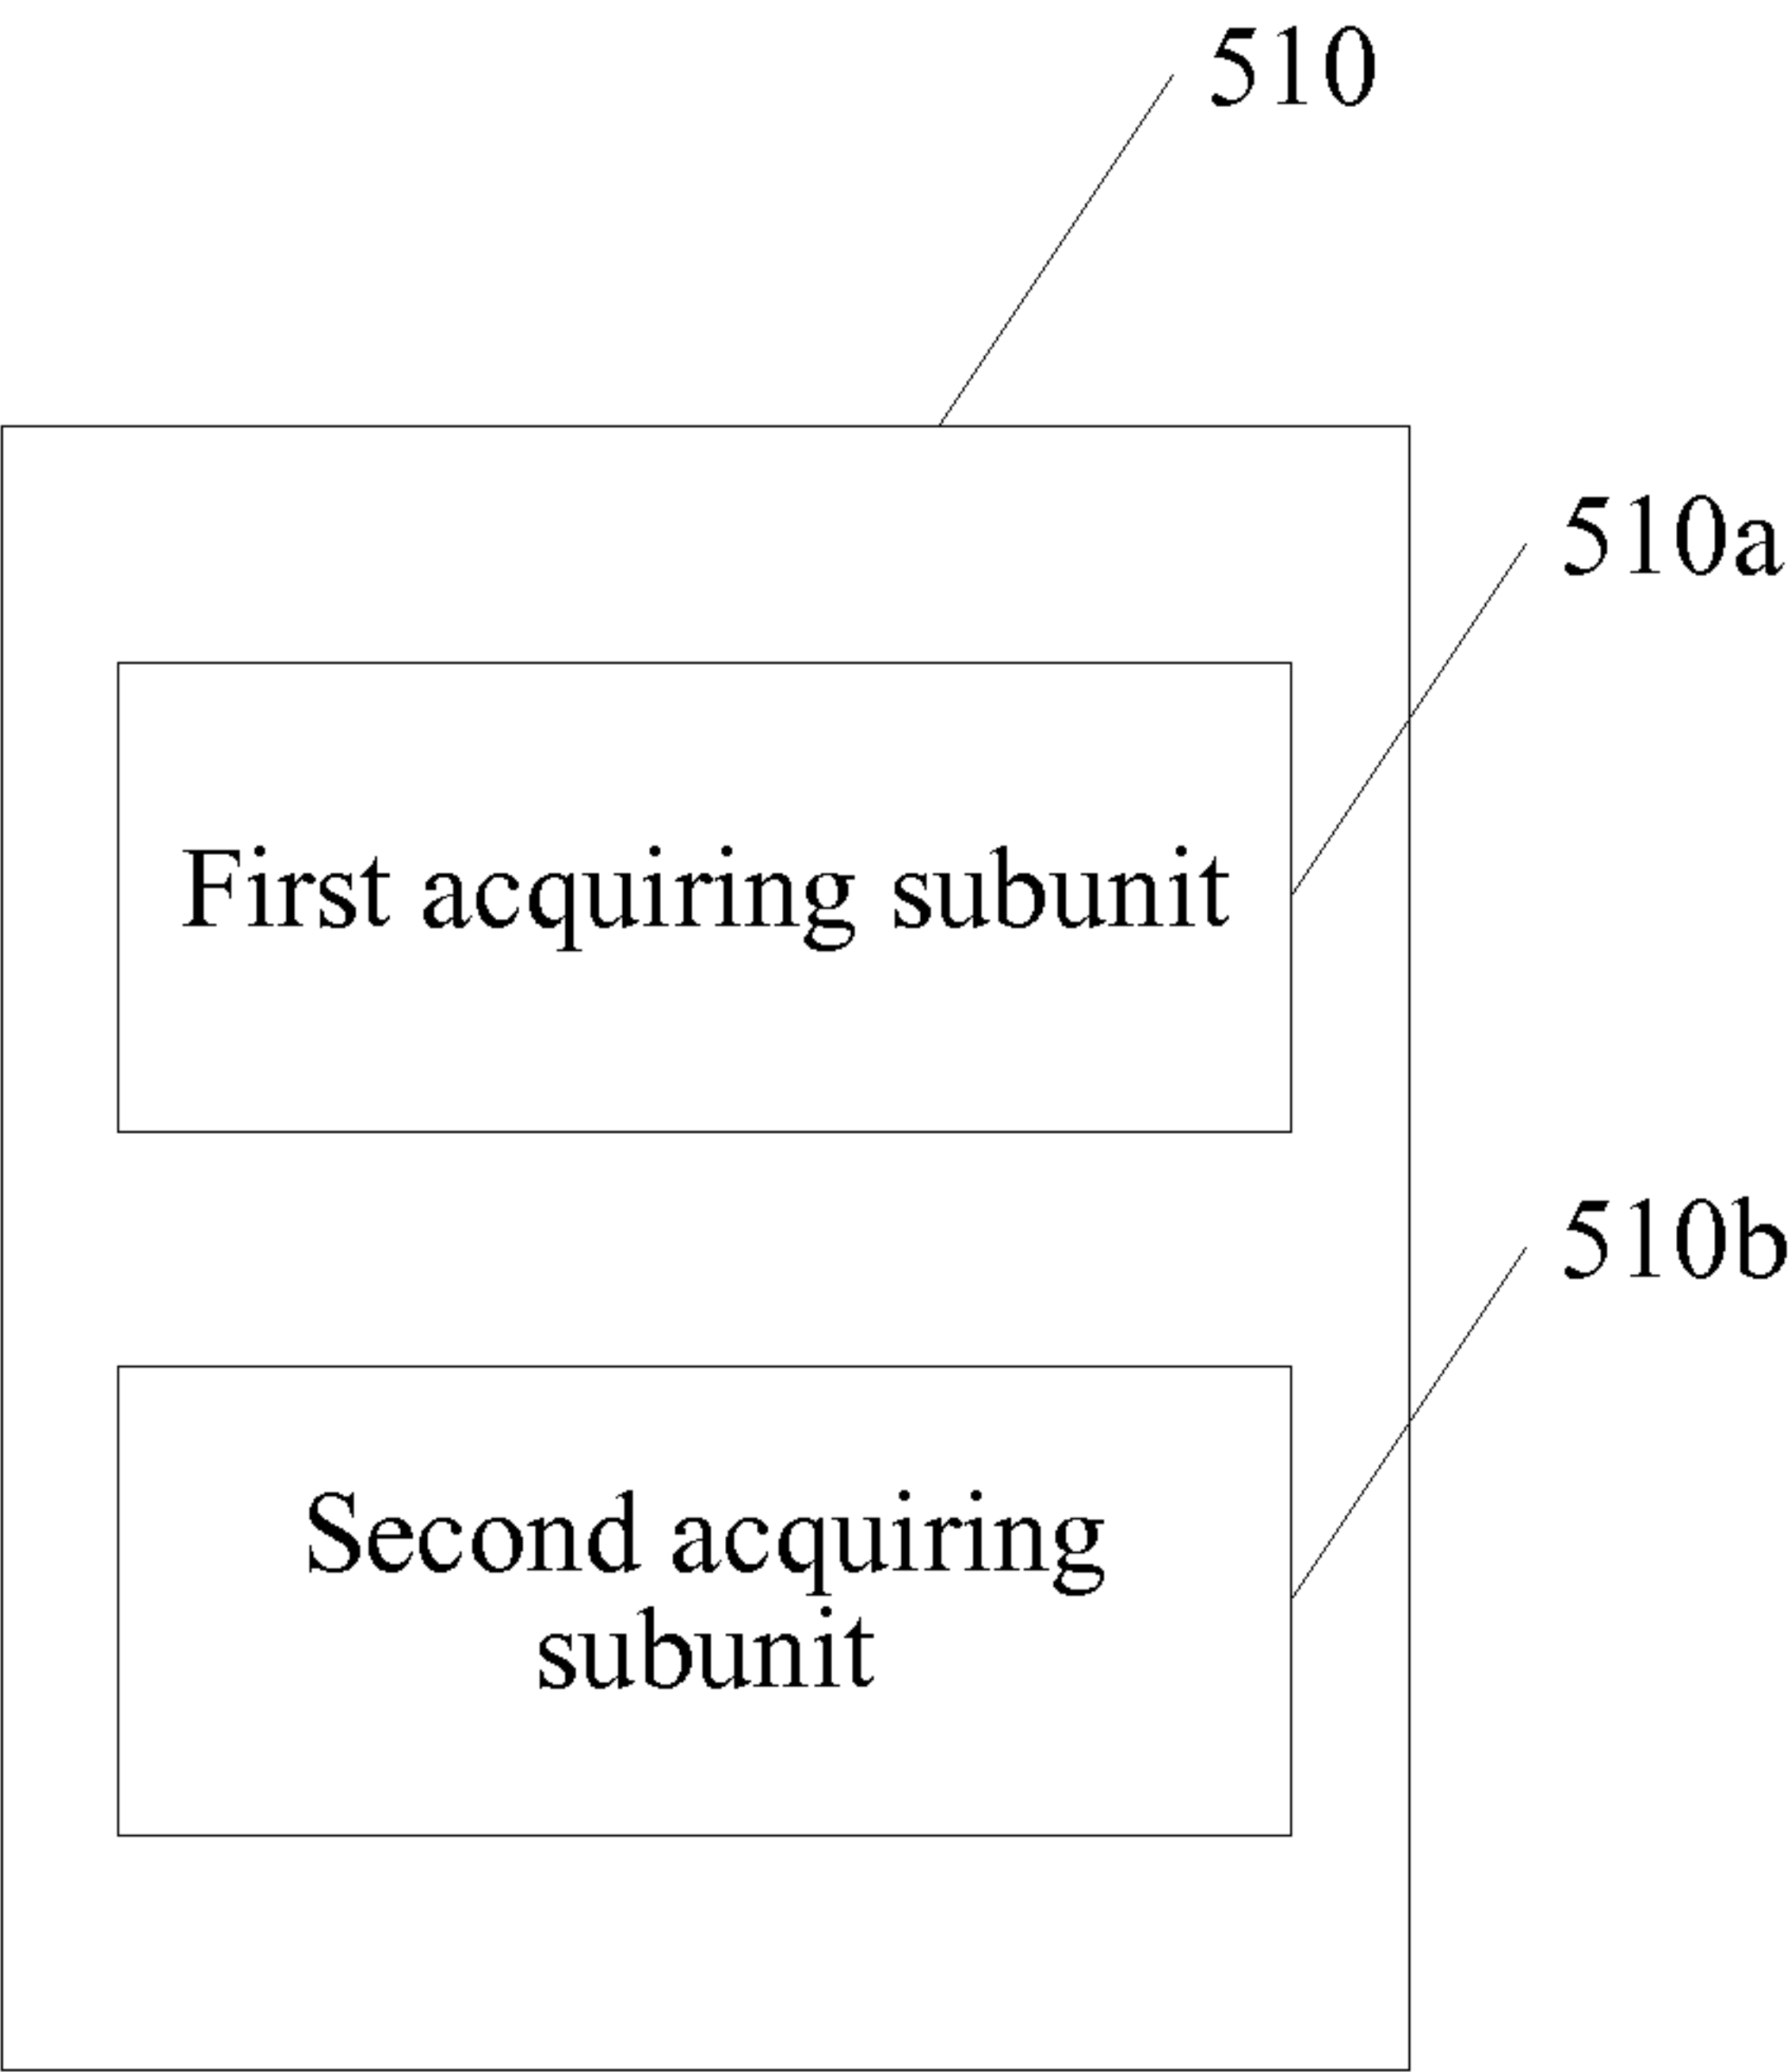 510
510a
First acquiring subunit
510b
Second acquiring
subunit